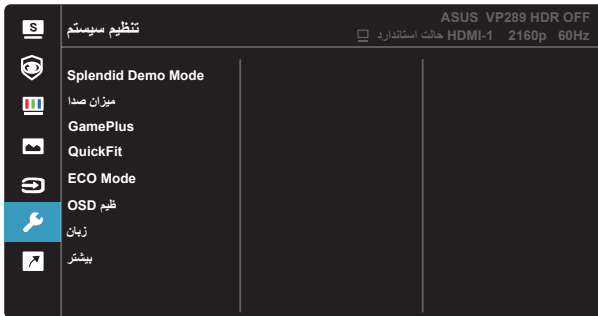 S
تنظیم سیستم
ASUS VP289 HDR OFF
حالت استاندارد HDMI-1 2160p 60Hz
Splendid Demo Mode
میزان صدا
GamePlus
QuickFit
ECO Mode
ظیم OSD
زبان
بیشتر